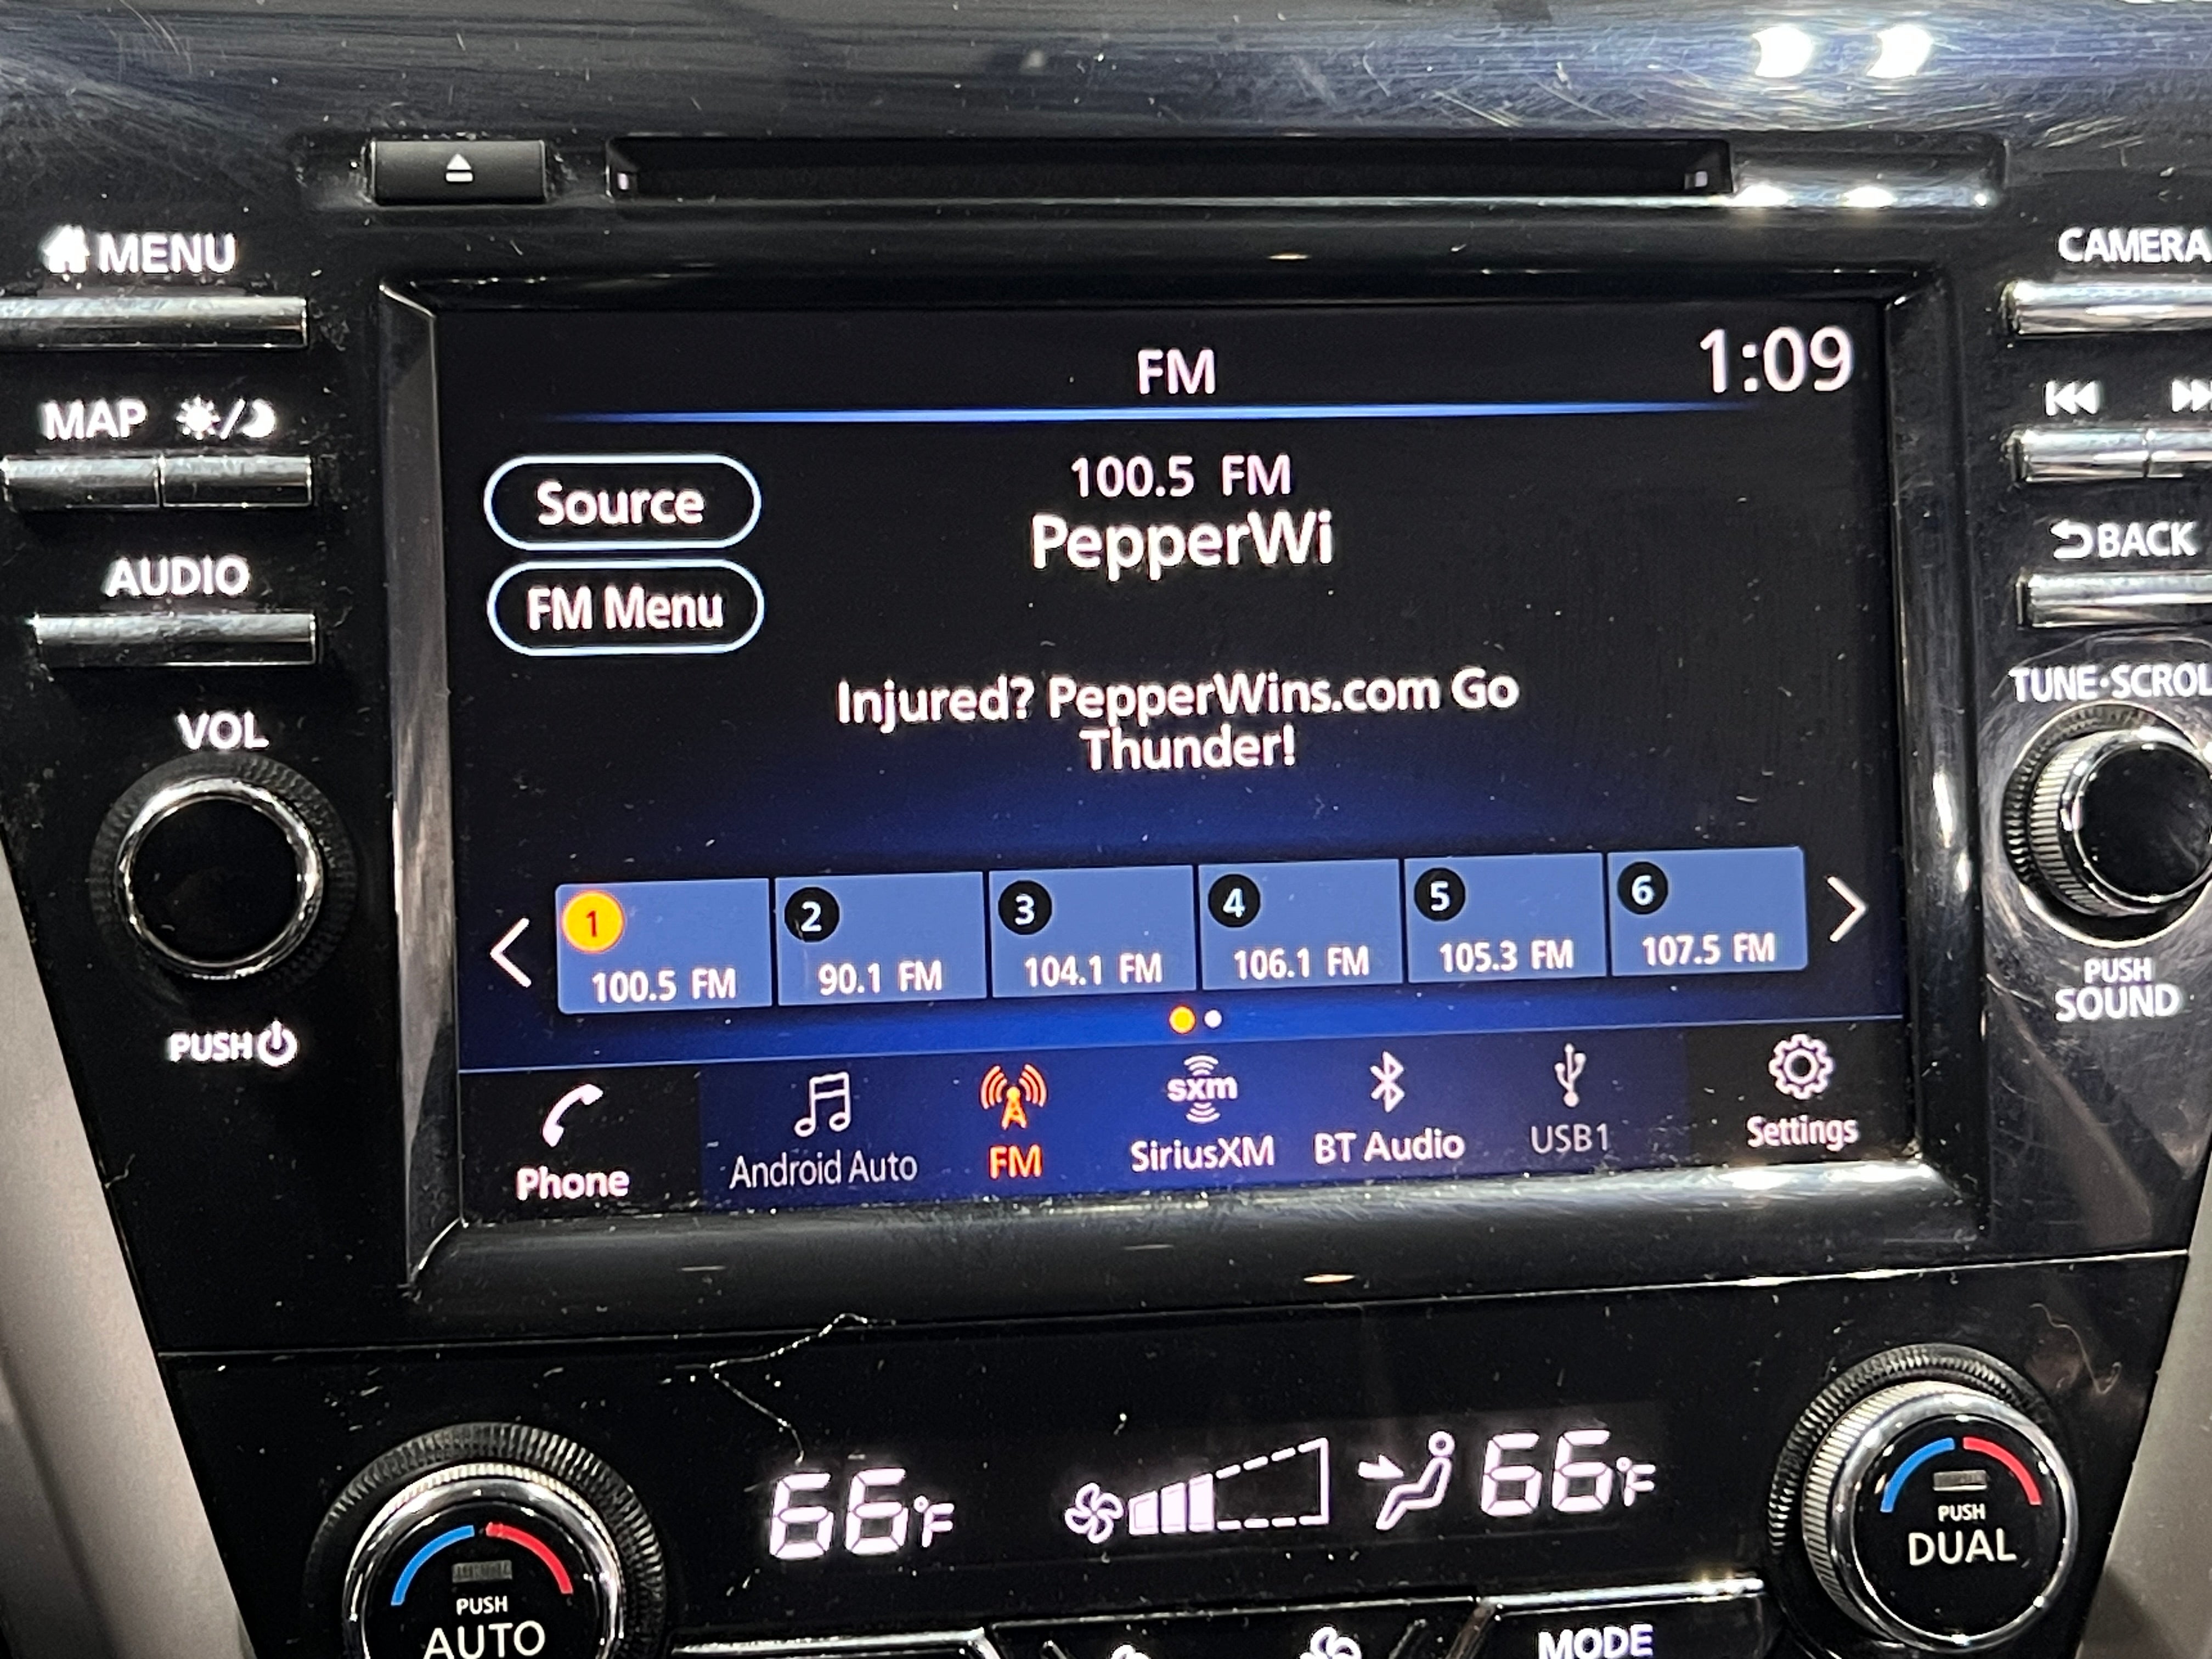 MENU
CAMERA
FM
1:09
MAP
100.5 FM
Source
PepperWi
BACK
AUDIO
FM Menu
Injured? PepperWins.com Go
Thunder!
VOL
TUNE·SCROL
1
2
3
4
5
6
100.5 FM
90.1 FM
104.1 FM
106.1 FM
105.3 FM
107.5 FM
PUSH
SOUND
PUSH
sxm
Phone
Android Auto
FM
SiriusXM
BT Audio
USB1
Settings
66°F
66°F
PUSH
AUTO
PUSH
DUAL
MODE